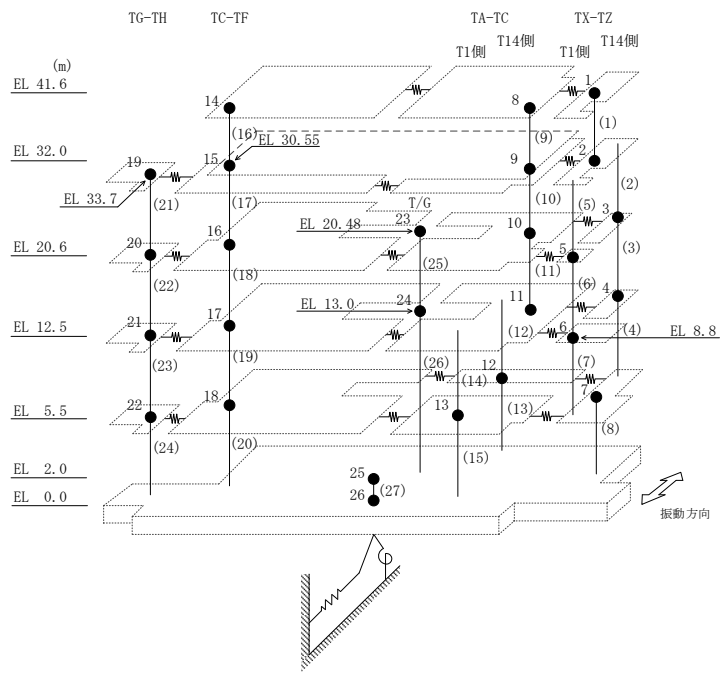 TG-TH TC-TF TA-TC TX-TZ
T1側 T14側 T1側 T14側
(m)
EL 41.6
14 8 1
(16) (9) (1)
EL 32.0
EL 30.55
19 15 9 2
EL 33.7
(21) (17) (10) (2)
T/G
EL 20.48
23 (5) 3
EL 20.6
20 16 10 5 (3)
(22) (18) (25) (11)
EL 13.0
24 11 (6) 4
EL 12.5
21 17 (12) 6 (4)
EL 8.8
(23) (19) (26) 12 (14) (7)
EL 5.5
22 18 13 (13) 7
(24) (20) (15) (8)
EL 2.0
25
(27)
EL 0.0
26
振動方向